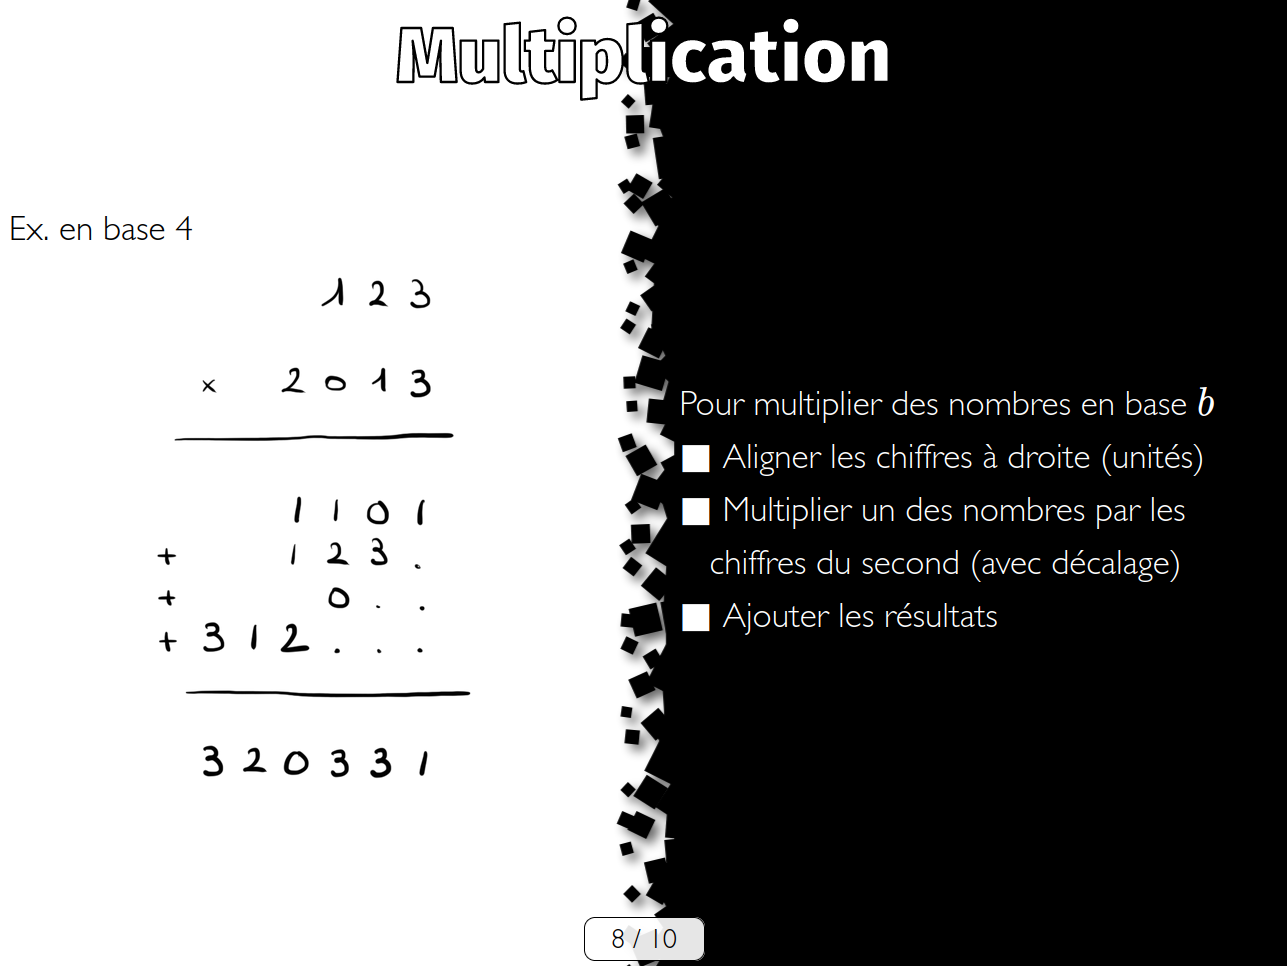 Multiplication
Ex. en base 4
1 2 3
× 2 0 1 3
1 1 0 1
+ 1 2 3 .
+ 0 . .
+ 3 1 2 . . .
3 2 0 3 3 1
Pour multiplier des nombres en base b
Aligner les chiffres à droite (unités)
Multiplier un des nombres par les
chiffres du second (avec décalage)
Ajouter les résultats
8 / 10